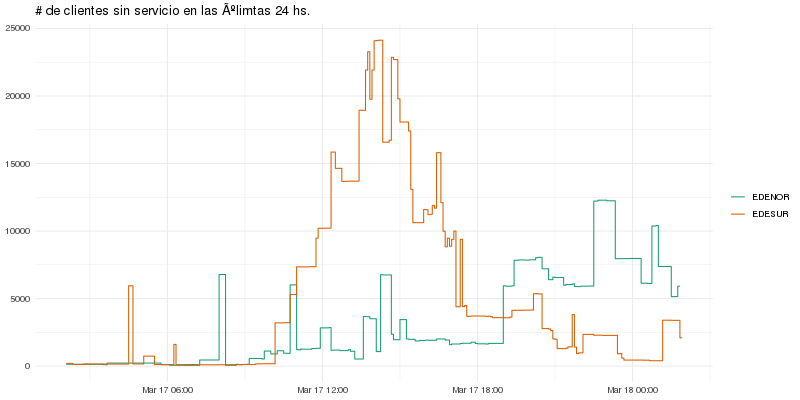 # de clientes sin servicio en las Ãºlimtas 24 hs.
25000
20000
15000
10000
5000
0
Mar 17 06:00
Mar 17 12:00
Mar 17 18:00
Mar 18 00:00
EDENOR
EDESUR